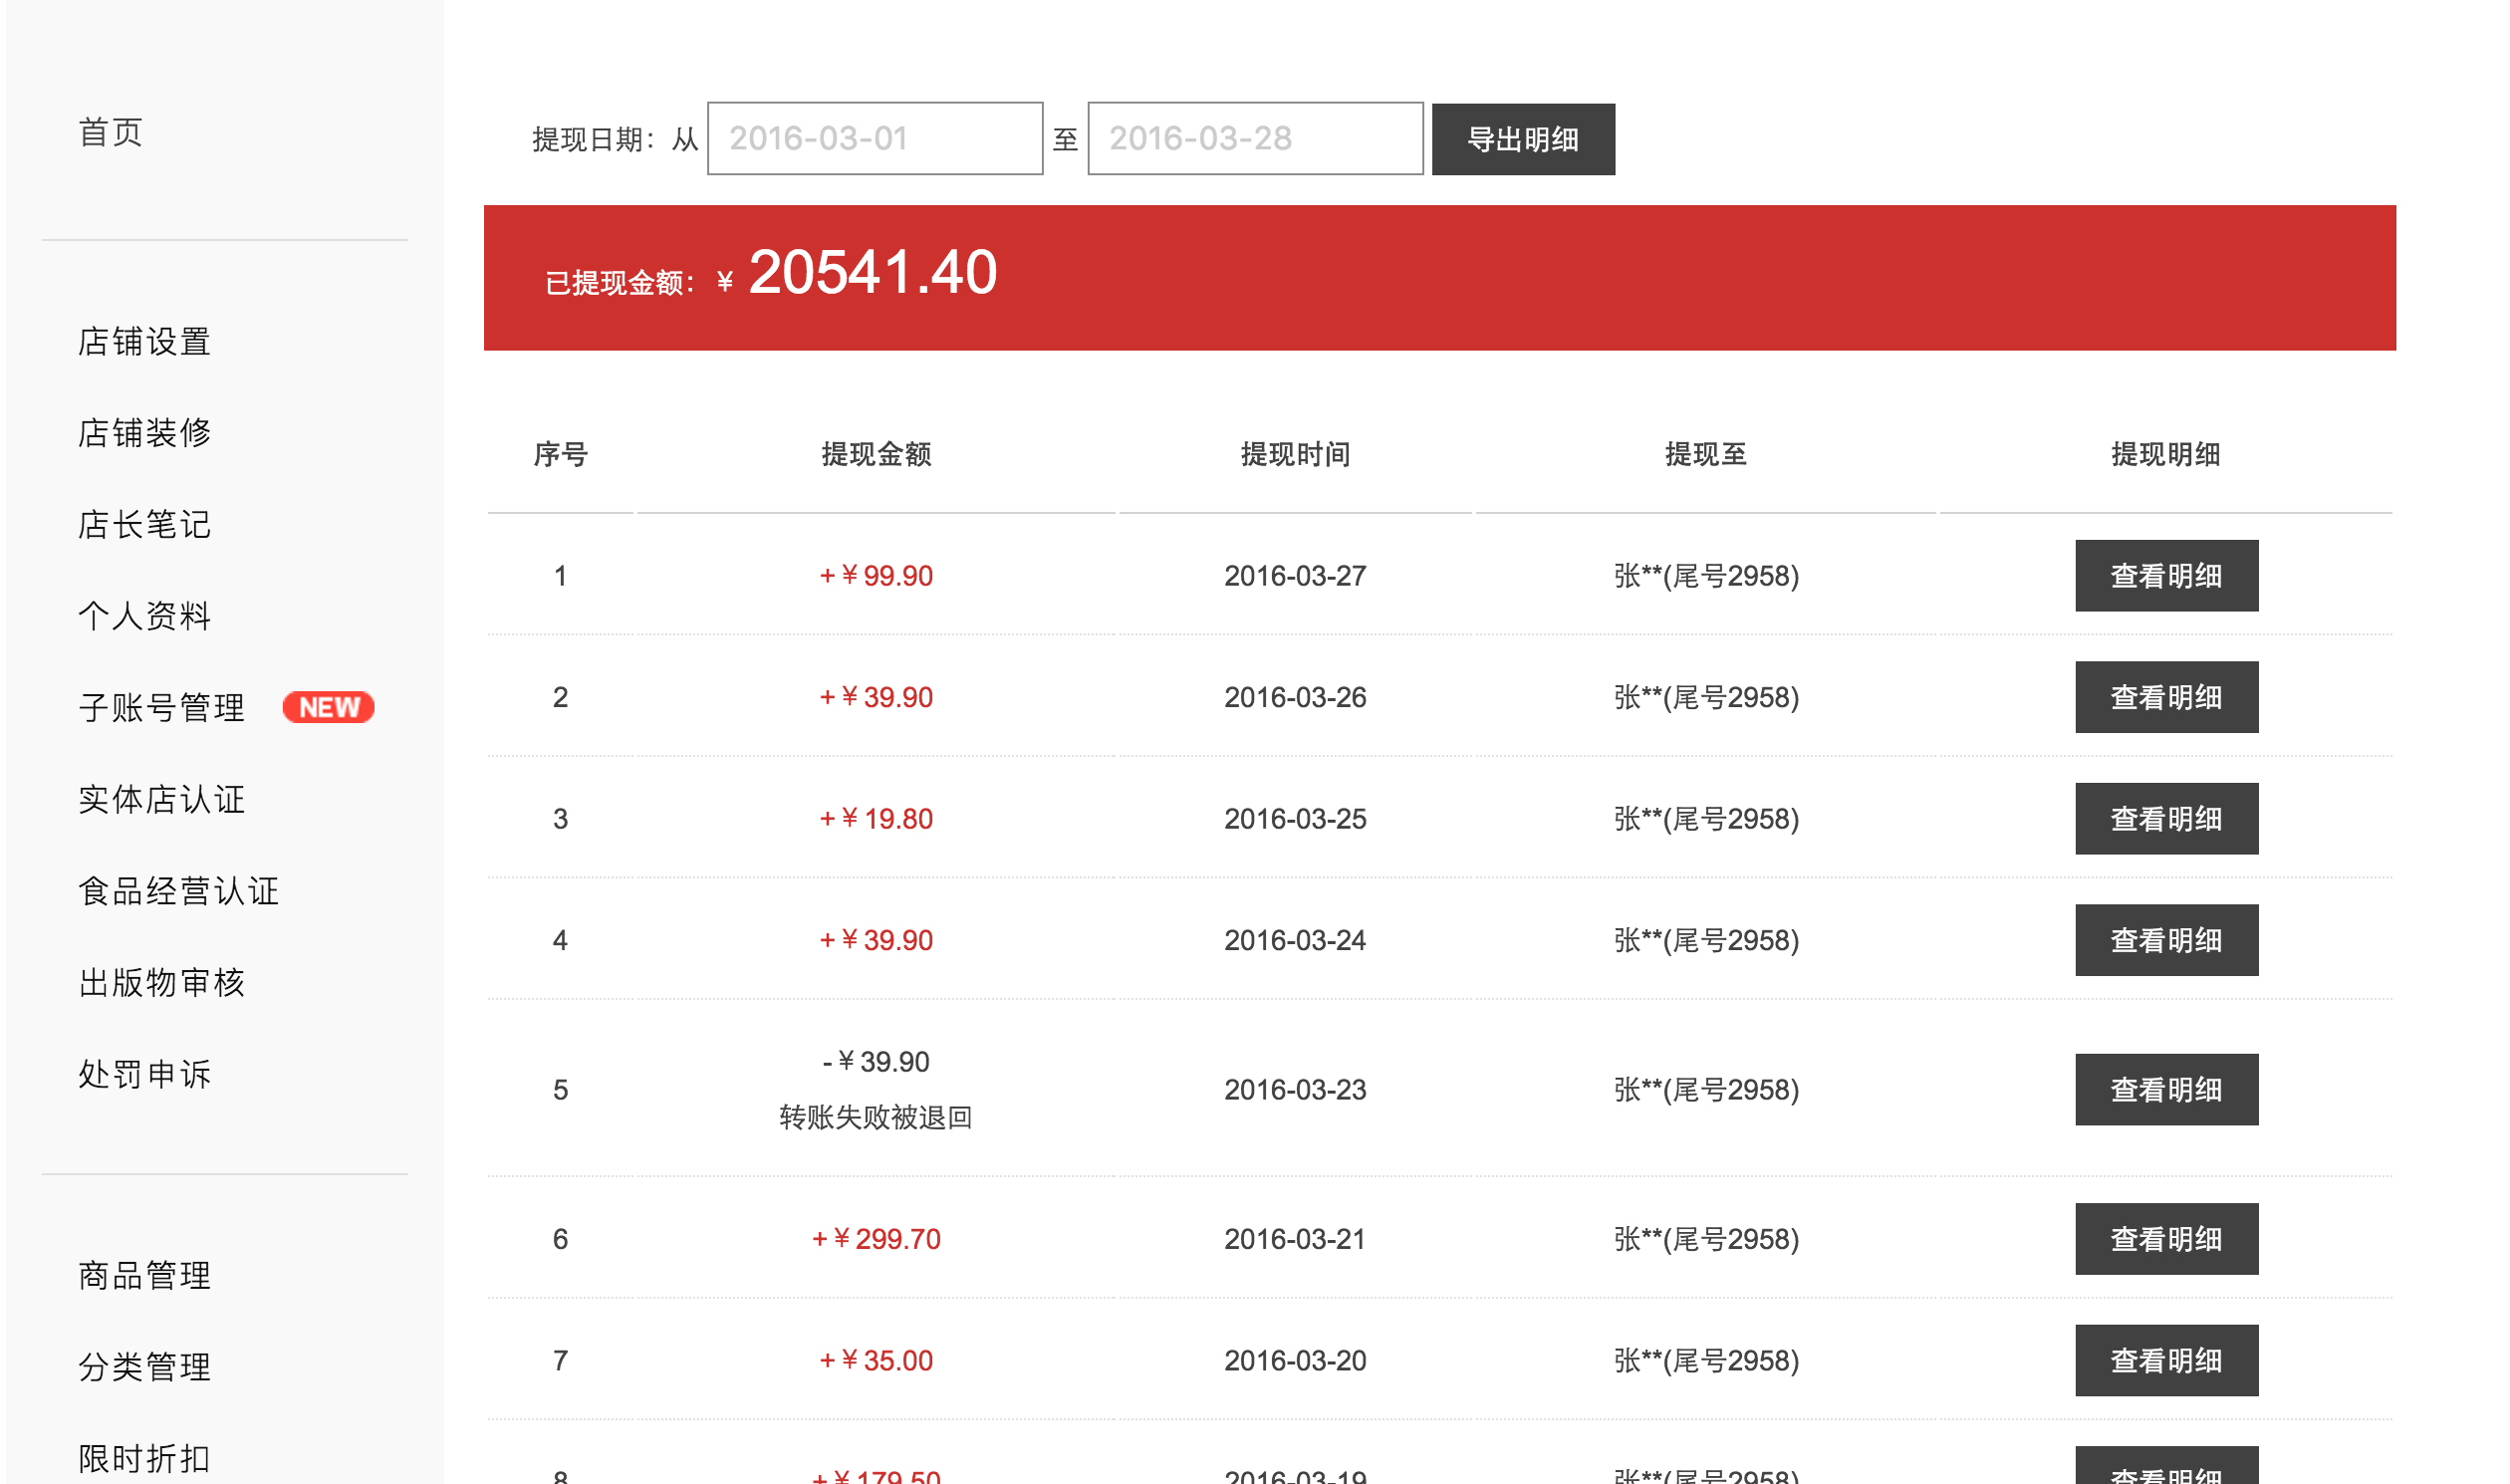 首页
店铺设置
店铺装修
店长笔记
个人资料
子账号管理 NEW
实体店认证
食品经营认证
出版物审核
处罚申诉
商品管理
分类管理
限时折扣
提现日期：从 2016-03-01 至 2016-03-28 导出明细
已提现金额：￥ 20541.40
序号 提现金额 提现时间 提现至 提现明细
1 +￥99.90 2016-03-27 张**(尾号2958) 查看明细
2 +￥39.90 2016-03-26 张**(尾号2958) 查看明细
3 +￥19.80 2016-03-25 张**(尾号2958) 查看明细
4 +￥39.90 2016-03-24 张**(尾号2958) 查看明细
5 -￥39.90 2016-03-23 张**(尾号2958) 查看明细
转账失败被退回
6 +￥299.70 2016-03-21 张**(尾号2958) 查看明细
7 +￥35.00 2016-03-20 张**(尾号2958) 查看明细
8 +￥179.50 2016-03-19 张**(尾号2958) 查看明细